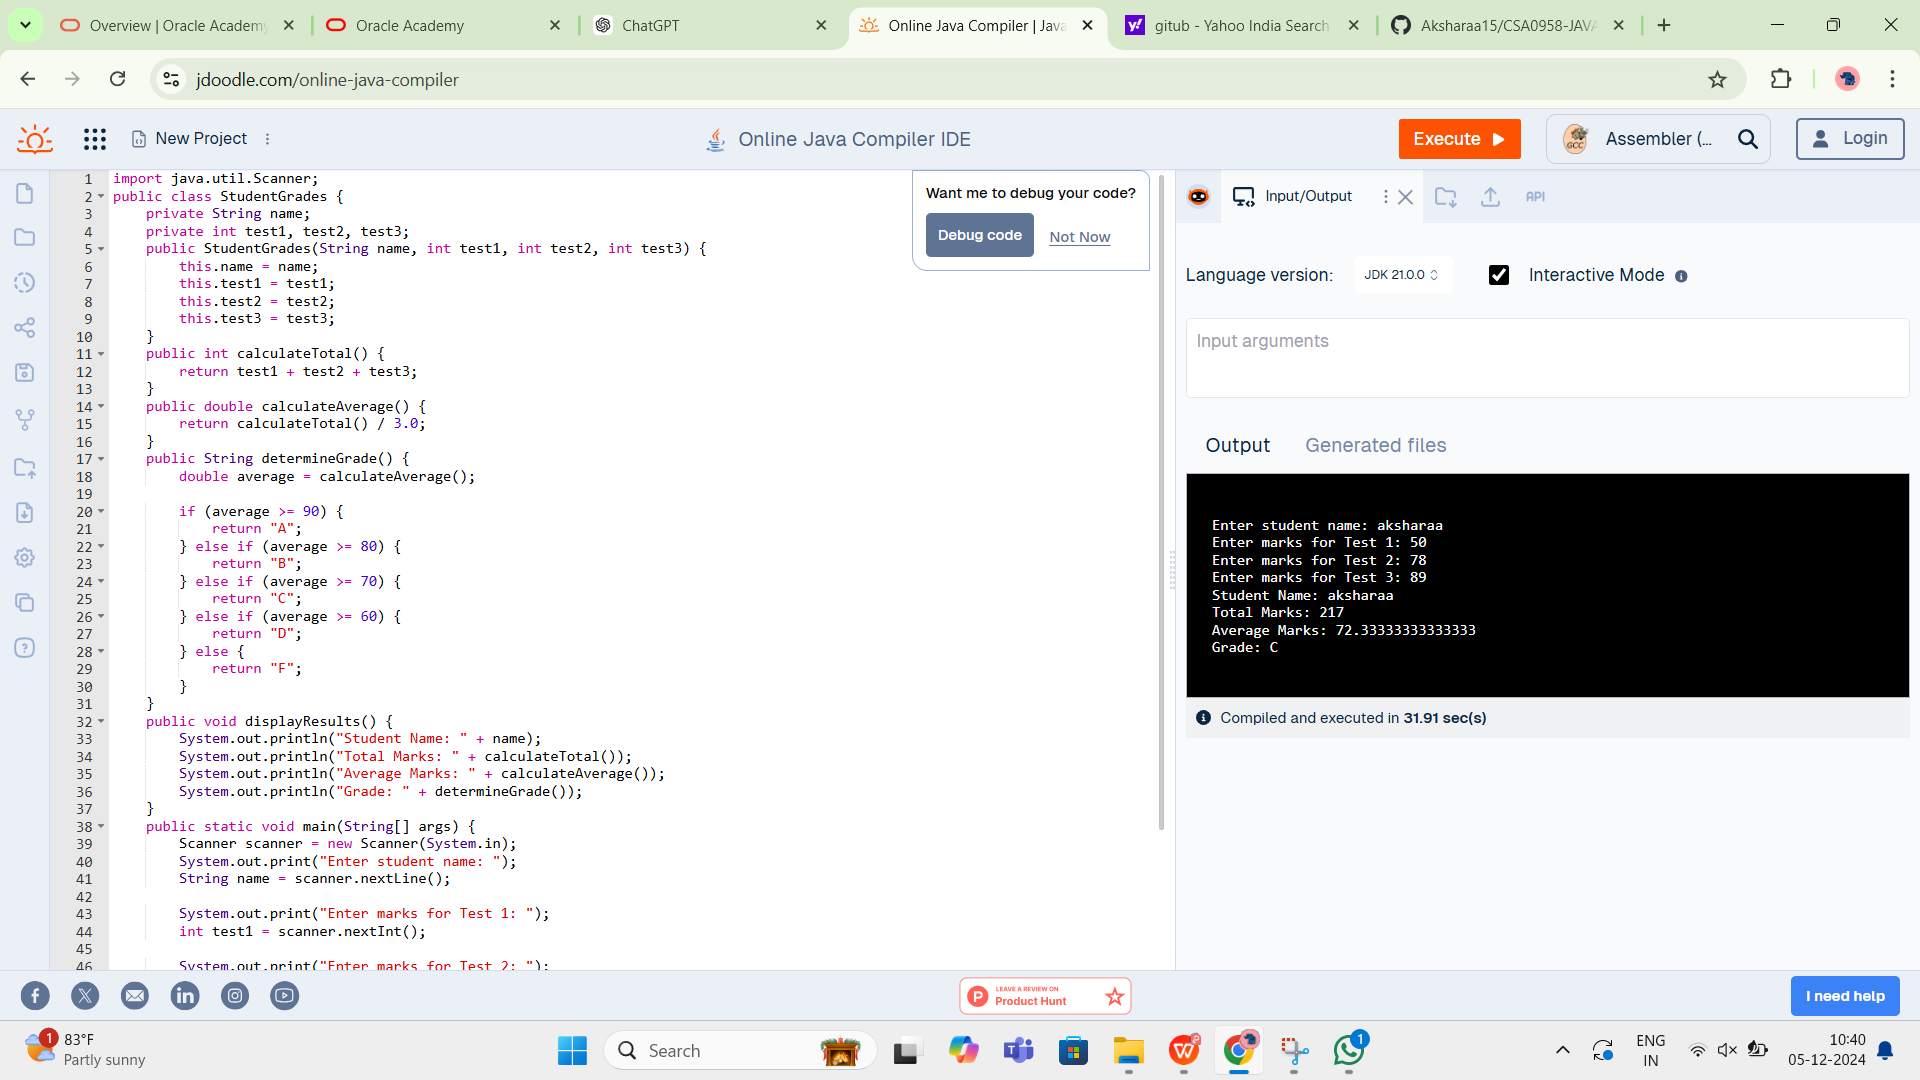 Overview | Oracle Academy
Oracle Academy
ChatGPT
Online Java Compiler | Java
gitub - Yahoo India Search
Aksharaa15/CSA0958-JAVA
jdoodle.com/online-java-compiler
New Project
Online Java Compiler IDE
Execute
GCC
Assembler (...
Login
1 import java.util.Scanner;
2 public class StudentGrades {
3 private String name;
4 private int test1, test2, test3;
5 public StudentGrades(String name, int test1, int test2, int test3) {
6 this.name = name;
7 this.test1 = test1;
8 this.test2 = test2;
9 this.test3 = test3;
10 }
11 public int calculateTotal() {
12 return test1 + test2 + test3;
13 }
14 public double calculateAverage() {
15 return calculateTotal() / 3.0;
16 }
17 public String determineGrade() {
18 double average = calculateAverage();
19
20 if (average >= 90) {
21 return "A";
22 } else if (average >= 80) {
23 return "B";
24 } else if (average >= 70) {
25 return "C";
26 } else if (average >= 60) {
27 return "D";
28 } else {
29 return "F";
30 }
31 }
32 public void displayResults() {
33 System.out.println("Student Name: " + name);
34 System.out.println("Total Marks: " + calculateTotal());
35 System.out.println("Average Marks: " + calculateAverage());
36 System.out.println("Grade: " + determineGrade());
37 }
38 public static void main(String[] args) {
39 Scanner scanner = new Scanner(System.in);
40 System.out.print("Enter student name: ");
41 String name = scanner.nextLine();
42
43 System.out.print("Enter marks for Test 1: ");
44 int test1 = scanner.nextInt();
45
46 System.out.print("Enter marks for Test 2: ");
Want me to debug your code?
Debug code
Not Now
Input/Output
API
Language version:
JDK 21.0.0
Interactive Mode
Input arguments
Output
Generated files
Enter student name: aksharaa
Enter marks for Test 1: 50
Enter marks for Test 2: 78
Enter marks for Test 3: 89
Student Name: aksharaa
Total Marks: 217
Average Marks: 72.33333333333333
Grade: C
Compiled and executed in 31.91 sec(s)
LEAVE A REVIEW ON
Product Hunt
I need help
1
83°F
Partly sunny
Search
1
ENG
IN
10:40
05-12-2024